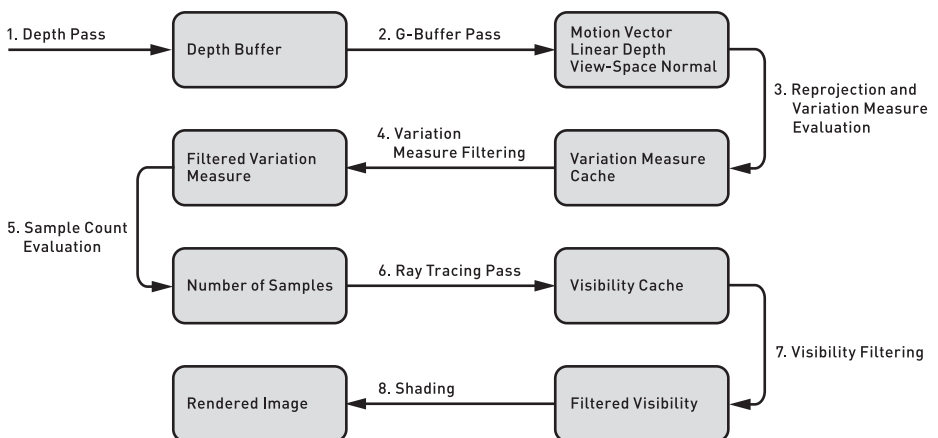 1. Depth Pass
Depth Buffer
2. G-Buffer Pass
Motion Vector
Linear Depth
View-Space Normal
3. Reprojection and
Variation Measure
Evaluation
Variation Measure
Cache
4. Variation
Measure Filtering
Filtered Variation
Measure
5. Sample Count
Evaluation
Number of Samples
6. Ray Tracing Pass
Visibility Cache
7. Visibility Filtering
Filtered Visibility
8. Shading
Rendered Image